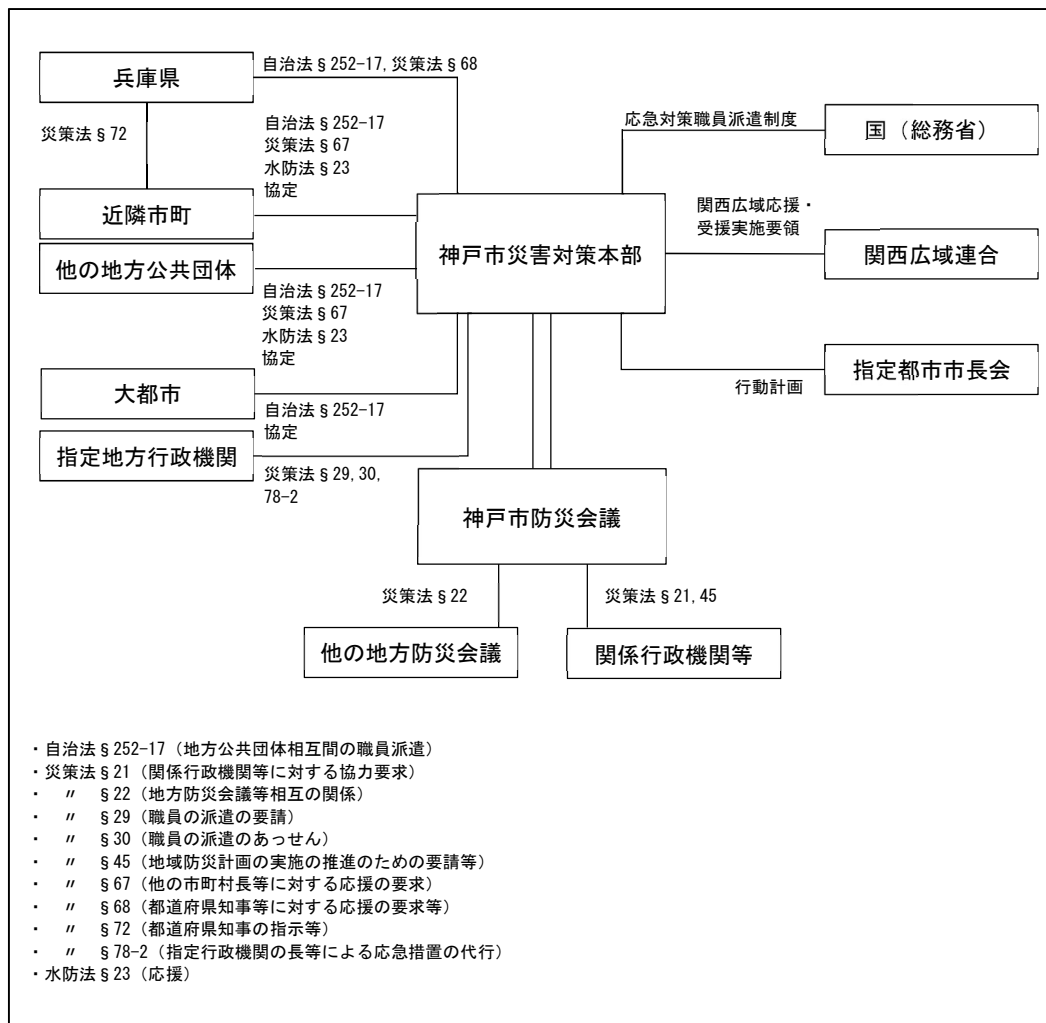 兵庫県
自治法§252-17, 災策法§68
災策法§72
自治法§252-17
災策法§67
水防法§23
協定
近隣市町
他の地方公共団体
自治法§252-17
災策法§67
水防法§23
協定
大都市
自治法§252-17
協定
指定地方行政機関
災策法§29, 30,
78-2
神戸市災害対策本部
応急対策職員派遣制度
国（総務省）
関西広域応援・
受援実施要領
関西広域連合
指定都市市長会
行動計画
神戸市防災会議
災策法§22
災策法§21, 45
他の地方防災会議
関係行政機関等
・自治法§252-17（地方公共団体相互間の職員派遣）
・災策法§21（関係行政機関等に対する協力要求）
・　〃　§22（地方防災会議等相互の関係）
・　〃　§29（職員の派遣の要請）
・　〃　§30（職員の派遣のあっせん）
・　〃　§45（地域防災計画の実施の推進のための要請等）
・　〃　§67（他の市町村長等に対する応援の要求）
・　〃　§68（都道府県知事等に対する応援の要求等）
・　〃　§72（都道府県知事の指示等）
・　〃　§78-2（指定行政機関の長等による応急措置の代行）
・水防法§23（応援）